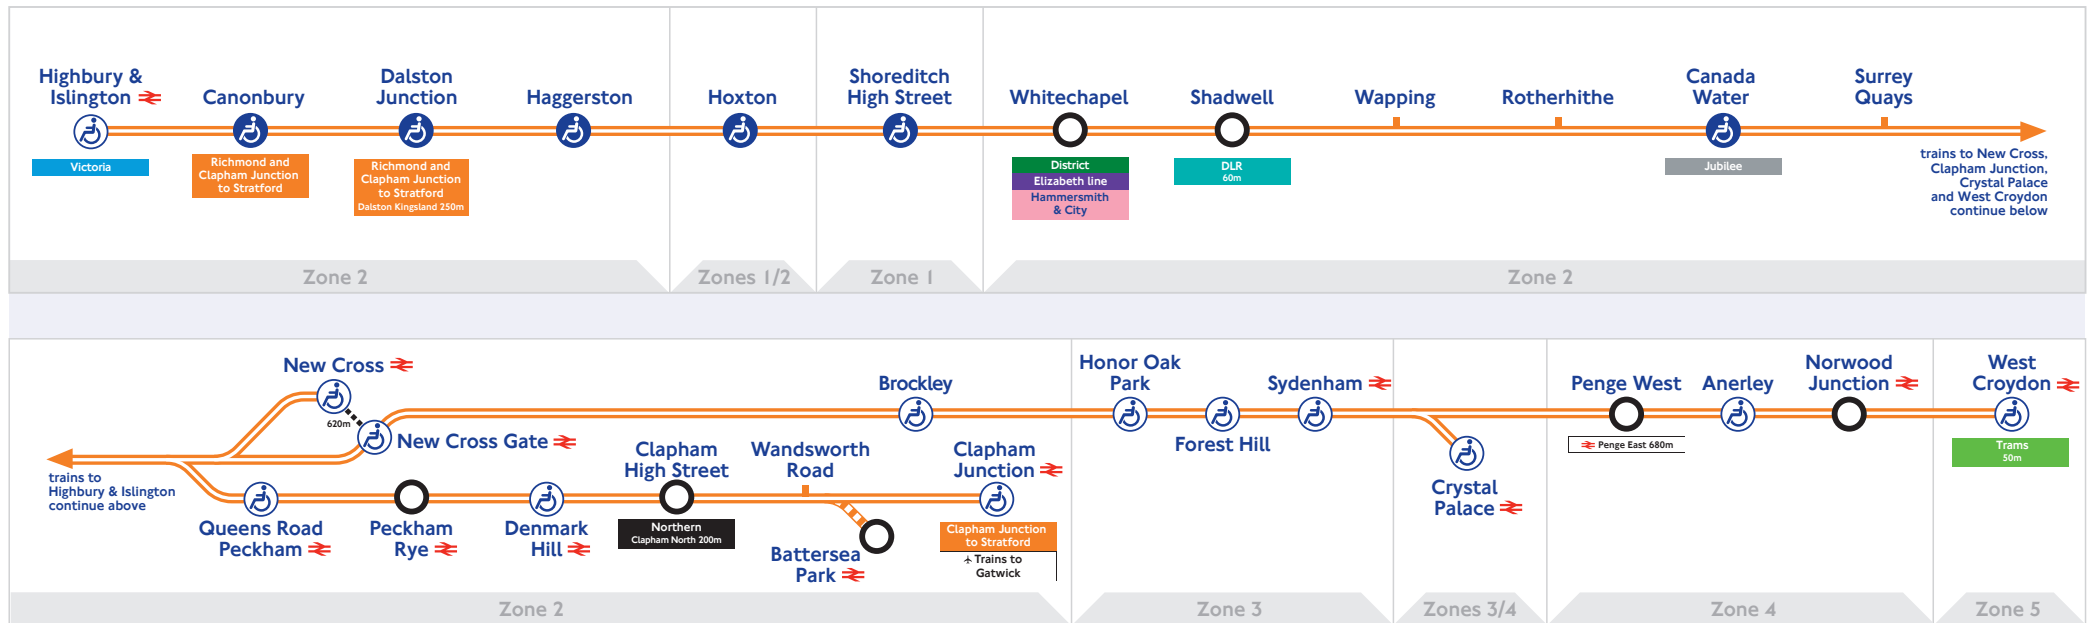 Highbury &
Islington
Canonbury
Dalston
Junction
Haggerston
Hoxton
Shoreditch
High Street
Whitechapel
Shadwell
Wapping
Rotherhithe
Canada
Water
Surrey
Quays
Victoria
Richmond and
Clapham Junction
to Stratford
Richmond and
Clapham Junction
to Stratford
Dalston Kingsland 250m
District
Elizabeth line
Hammersmith
& City
DLR
60m
Jubilee
trains to New Cross,
Clapham Junction,
Crystal Palace
and West Croydon
continue below
Zone 2
Zones 1/2
Zone 1
Zone 2
New Cross
620m
New Cross Gate
Brockley
Honor Oak
Park
Forest Hill
Sydenham
Crystal
Palace
Penge West
Penge East 680m
Anerley
Norwood
Junction
West
Croydon
Trams
50m
trains to
Highbury & Islington
continue above
Queens Road
Peckham
Peckham
Rye
Denmark
Hill
Clapham
High Street
Northern
Clapham North 200m
Wandsworth
Road
Battersea
Park
Clapham
Junction
Clapham Junction
to Stratford
Trains to
Gatwick
Zone 2
Zone 3
Zones 3/4
Zone 4
Zone 5